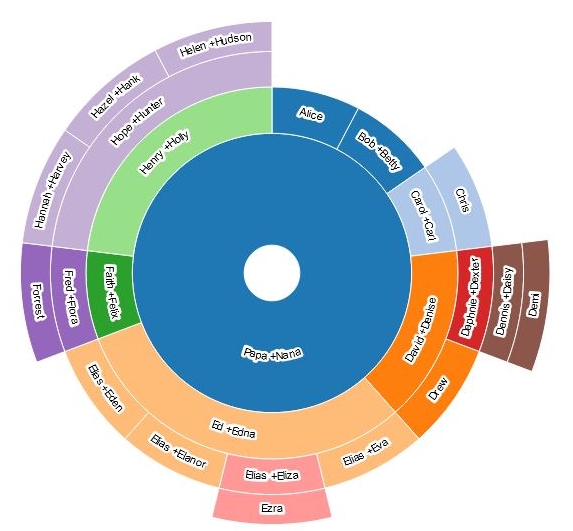 Papa +Nana
Alice
Bob +Betty
Carol +Carl
Chris
David +Denise
Daphnie +Dexter
Dennis +Daisy
Demi
Drew
Ed +Edna
Elias +Eva
Elias +Eliza
Ezra
Elias +Elanor
Elias +Eden
Faith +Felix
Fred +Flora
Forrest
Henry +Holly
Hope +Hunter
Hannah +Harvey
Hazel +Hank
Helen +Hudson